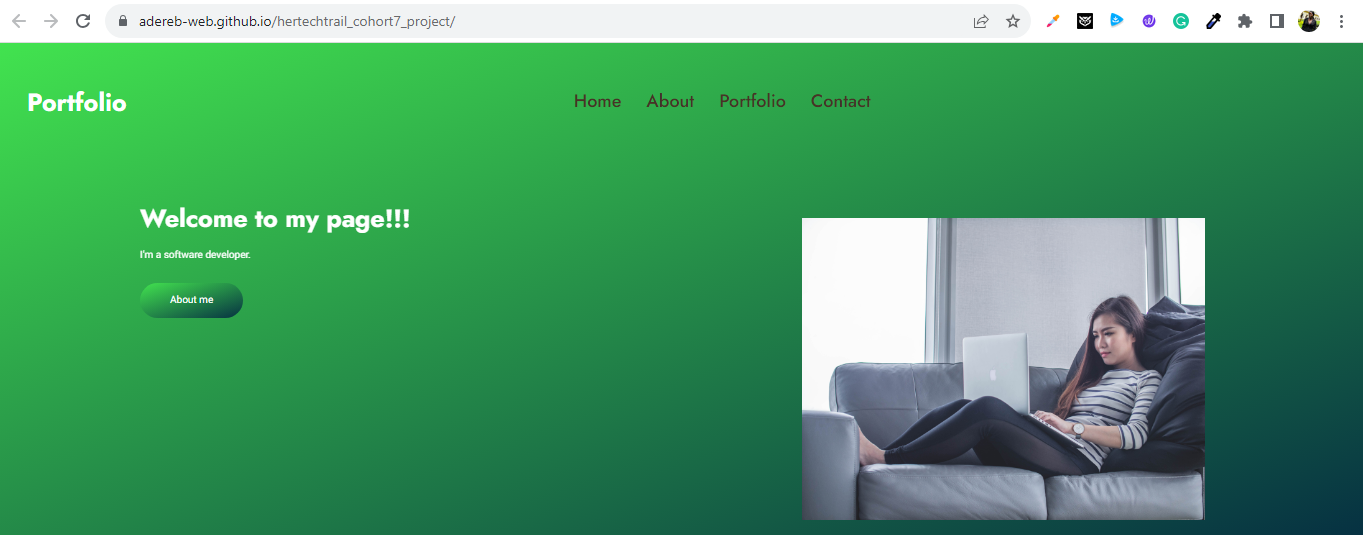 adereb-web.github.io/hertechtrail_cohort7_project/
Portfolio
Home About Portfolio Contact
Welcome to my page!!!
I'm a software developer.
About me